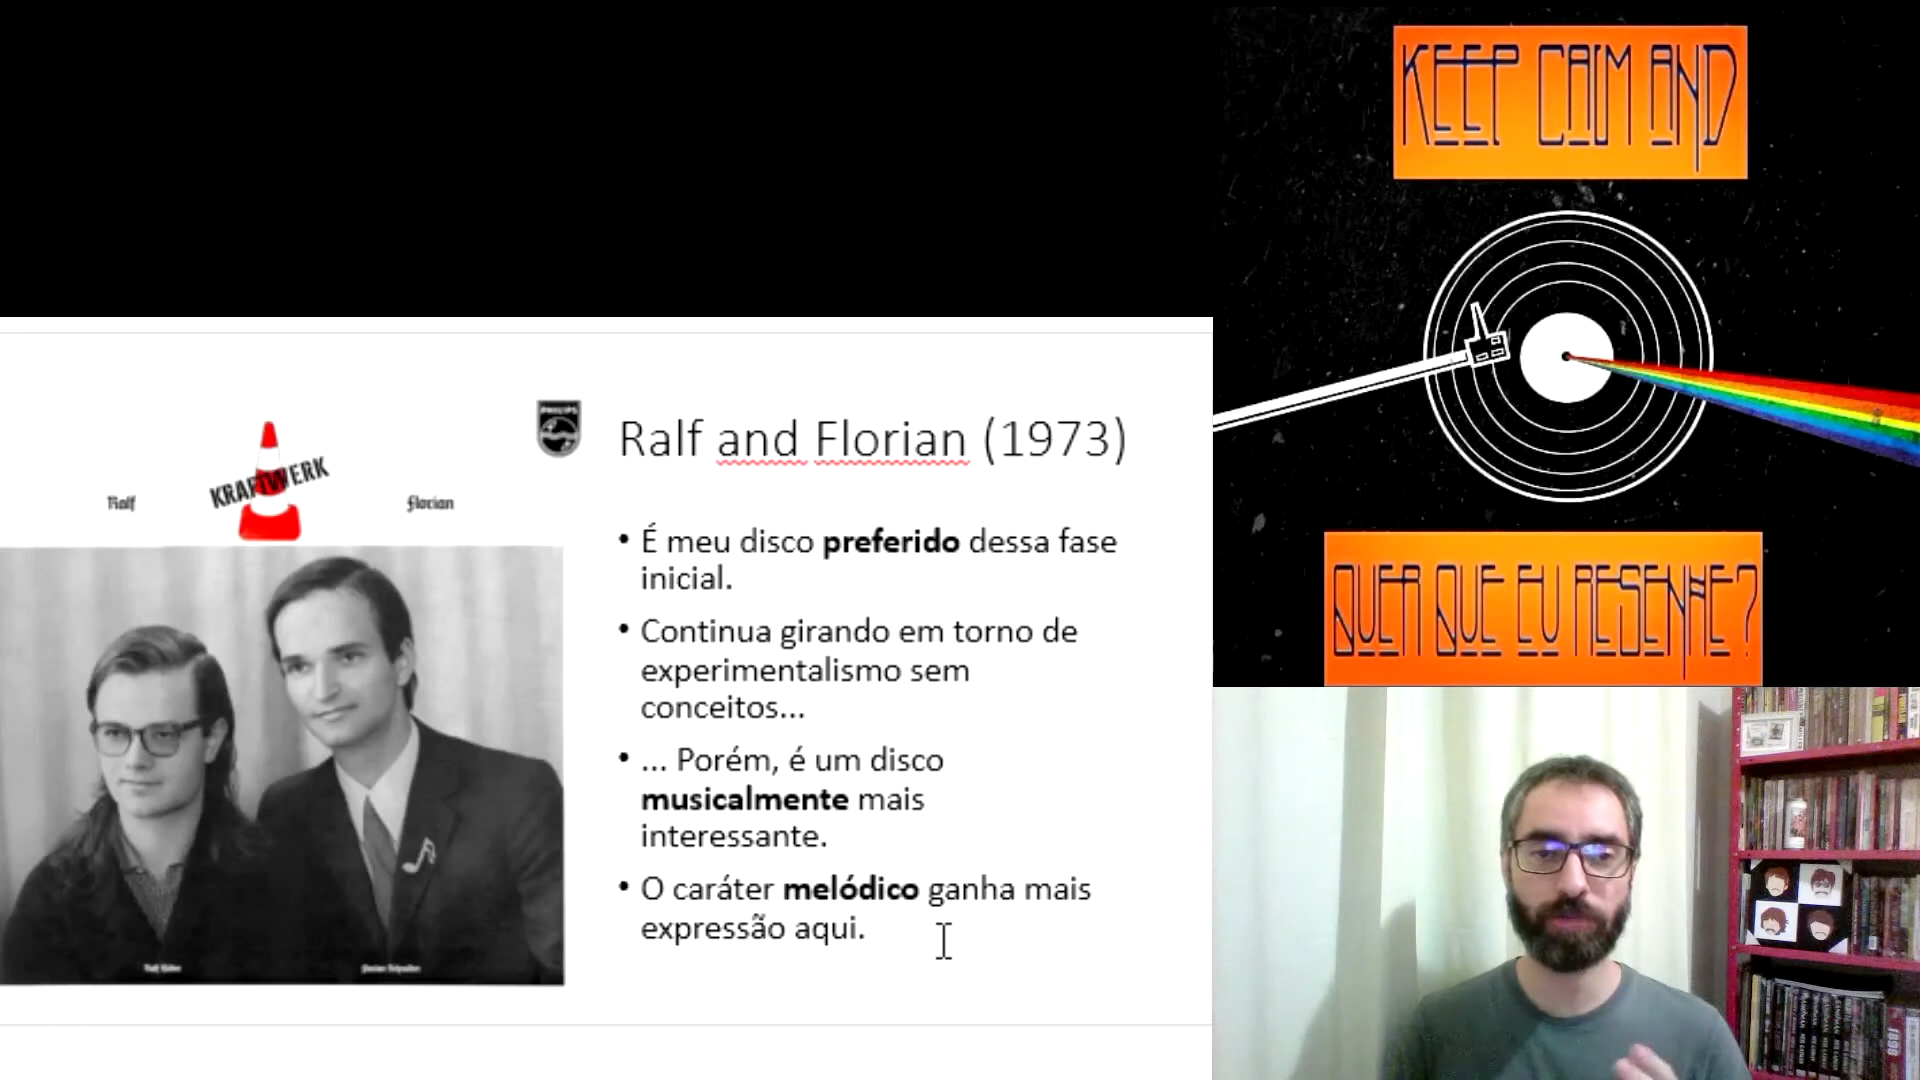 KEEP CALM AND
QUER QUE EU RESENHE?
PHILIPS
Ralf and Florian (1973)
Ralf
KRAFTWERK
Florian
• É meu disco preferido dessa fase
inicial.
• Continua girando em torno de
experimentalismo sem
conceitos...
• ... Porém, é um disco
musicalmente mais
interessante.
• O caráter melódico ganha mais
expressão aqui.